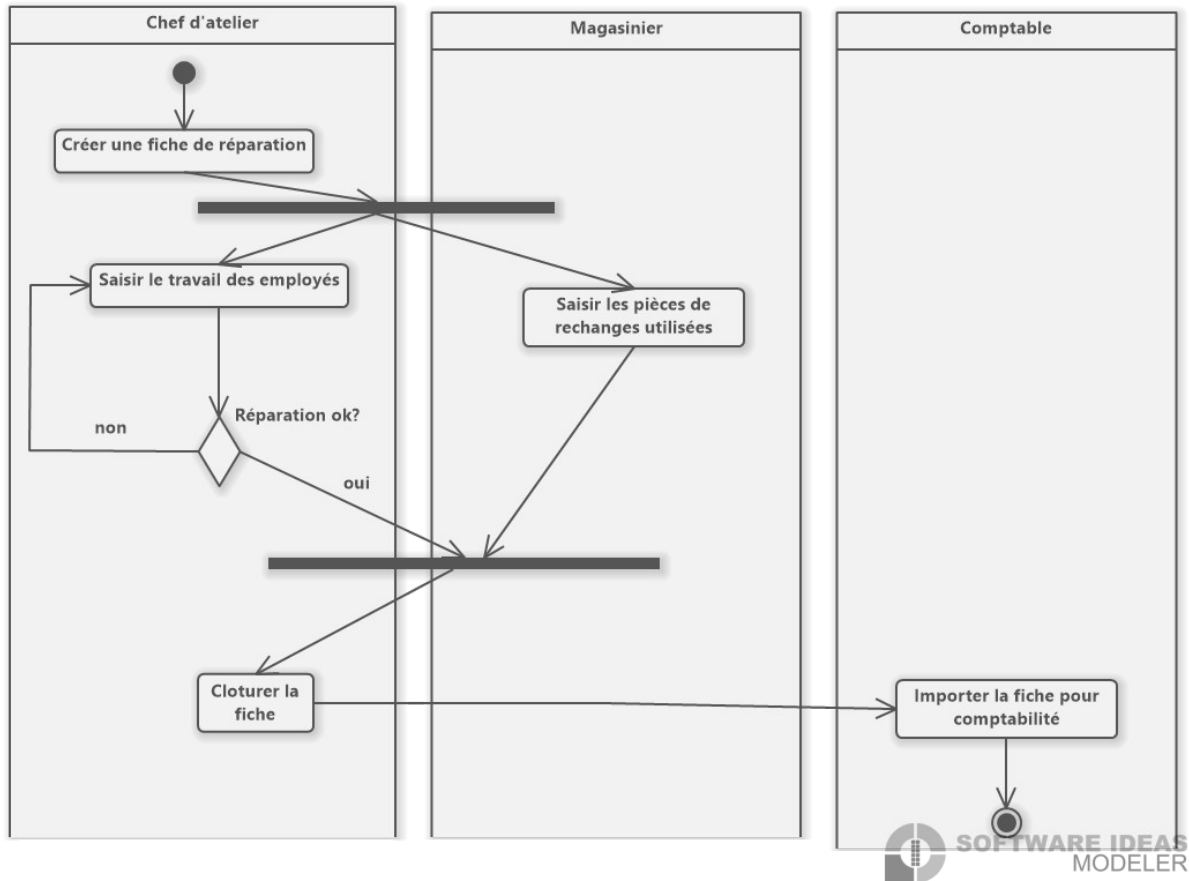 Chef d'atelier
Magasinier
Comptable
Créer une fiche de réparation
Saisir le travail des employés
Saisir les pièces de
rechanges utilisées
Réparation ok?
non
oui
Cloturer la
fiche
Importer la fiche pour
comptabilité
SOFTWARE IDEAS
MODELER